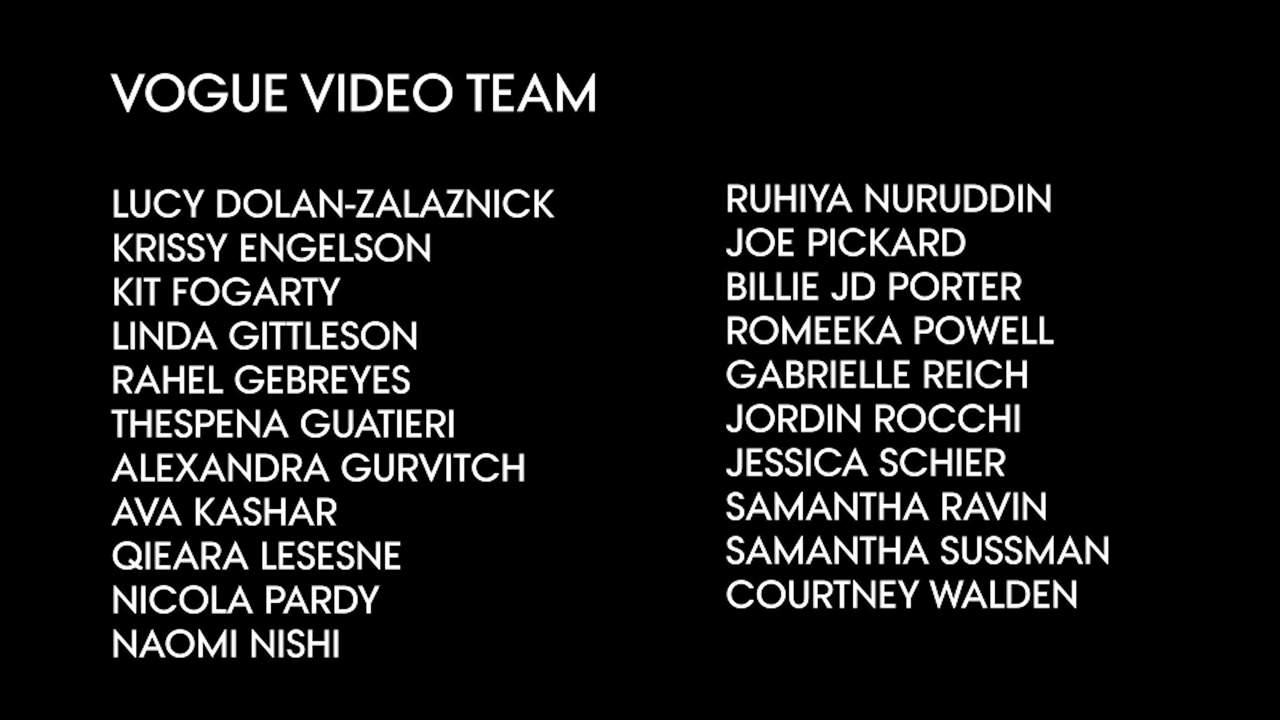 VOGUE VIDEO TEAM
LUCY DOLAN-ZALAZNICK
KRISSY ENGELSON
KIT FOGARTY
LINDA GITTLESON
RAHEL GEBREYES
THESPENA GUATIERI
ALEXANDRA GURVITCH
AVA KASHAR
QIEARA LESESNE
NICOLA PARDY
NAOMI NISHI
RUHIYA NURUDDIN
JOE PICKARD
BILLIE JD PORTER
ROMEEKA POWELL
GABRIELLE REICH
JORDIN ROCCHI
JESSICA SCHIER
SAMANTHA RAVIN
SAMANTHA SUSSMAN
COURTNEY WALDEN